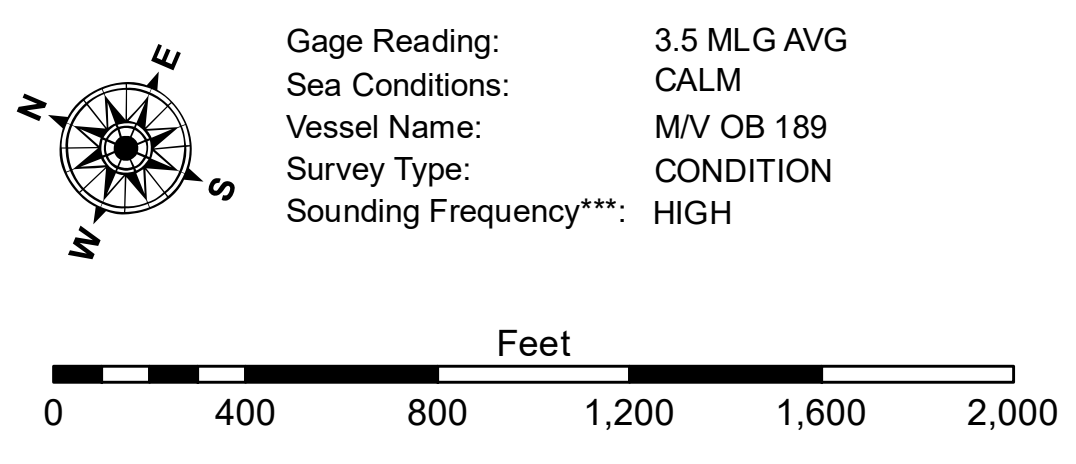 E
N
S
W
Gage Reading: 3.5 MLG AVG
Sea Conditions: CALM
Vessel Name: M/V OB 189
Survey Type: CONDITION
Sounding Frequency***: HIGH
Feet
0 400 800 1,200 1,600 2,000